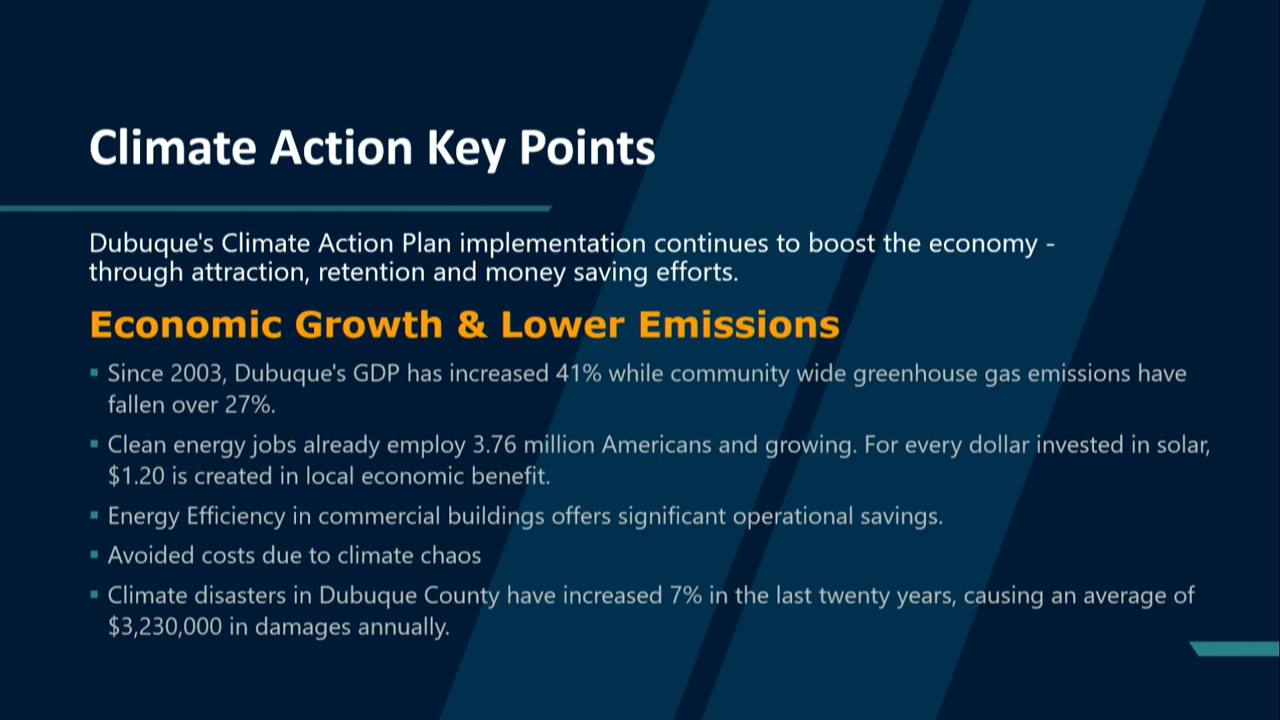 Climate Action Key Points
Dubuque's Climate Action Plan implementation continues to boost the economy -
through attraction, retention and money saving efforts.
Economic Growth & Lower Emissions
▪ Since 2003, Dubuque's GDP has increased 41% while community wide greenhouse gas emissions have
fallen over 27%.
▪ Clean energy jobs already employ 3.76 million Americans and growing. For every dollar invested in solar,
$1.20 is created in local economic benefit.
▪ Energy Efficiency in commercial buildings offers significant operational savings.
▪ Avoided costs due to climate chaos
▪ Climate disasters in Dubuque County have increased 7% in the last twenty years, causing an average of
$3,230,000 in damages annually.